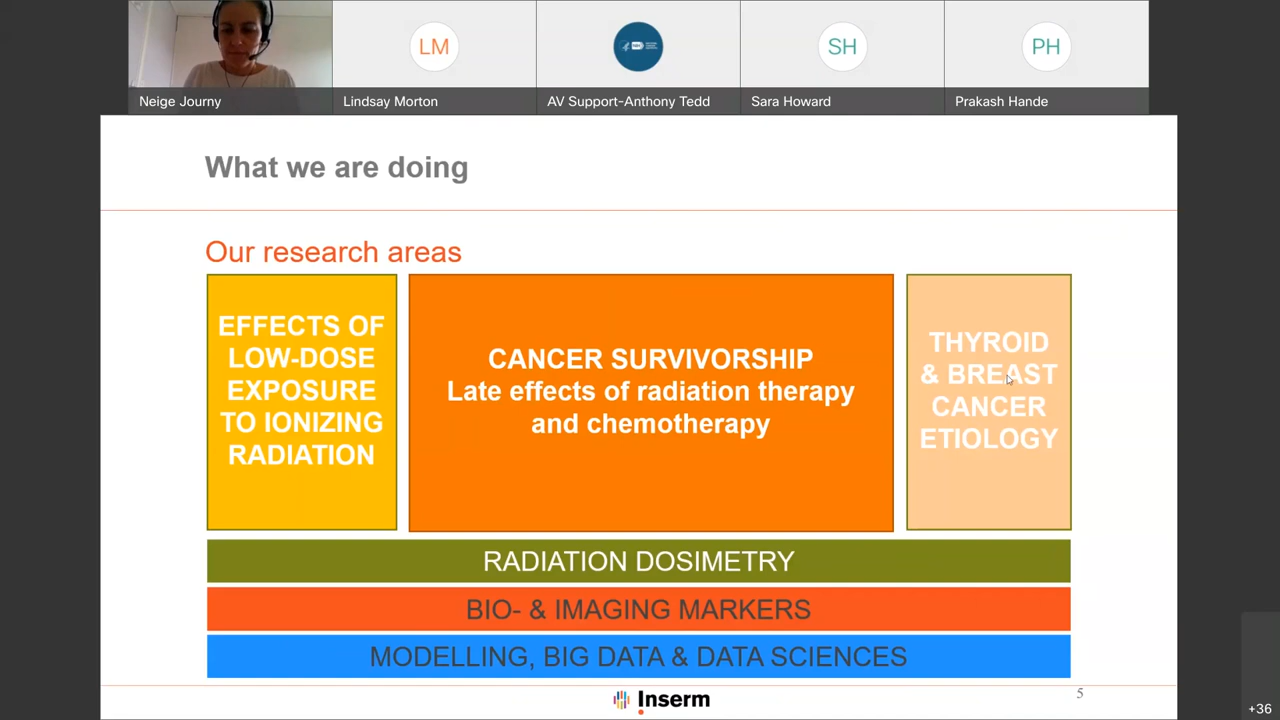 LM
SH
PH
Neige Journy
Lindsay Morton
AV Support-Anthony Tedd
Sara Howard
Prakash Hande
What we are doing
Our research areas
EFFECTS OF
LOW-DOSE
EXPOSURE
TO IONIZING
RADIATION
CANCER SURVIVORSHIP
Late effects of radiation therapy
and chemotherapy
THYROID
& BREAST
CANCER
ETIOLOGY
RADIATION DOSIMETRY
BIO- & IMAGING MARKERS
MODELLING, BIG DATA & DATA SCIENCES
Inserm
5
+36